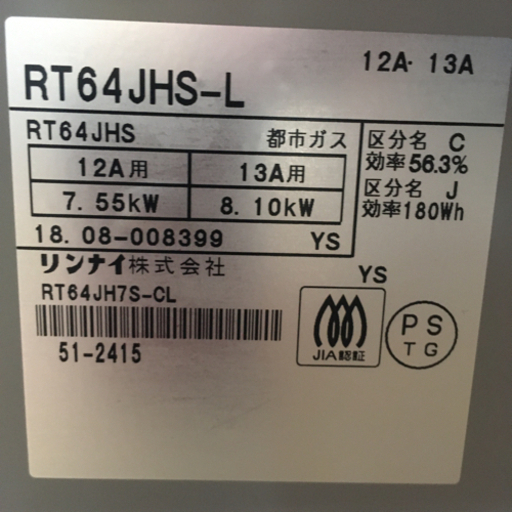 12A・13A
RT64JHS-L
RT64JHS 都市ガス
12A用 13A用
7.55kW 8.10kW
区分名 C
効率56.3%
区分名 J
効率180Wh
18.08-008399 YS
リンナイ株式会社
YS
RT64JH7S-CL
51-2415
JIA認証
PS
TG